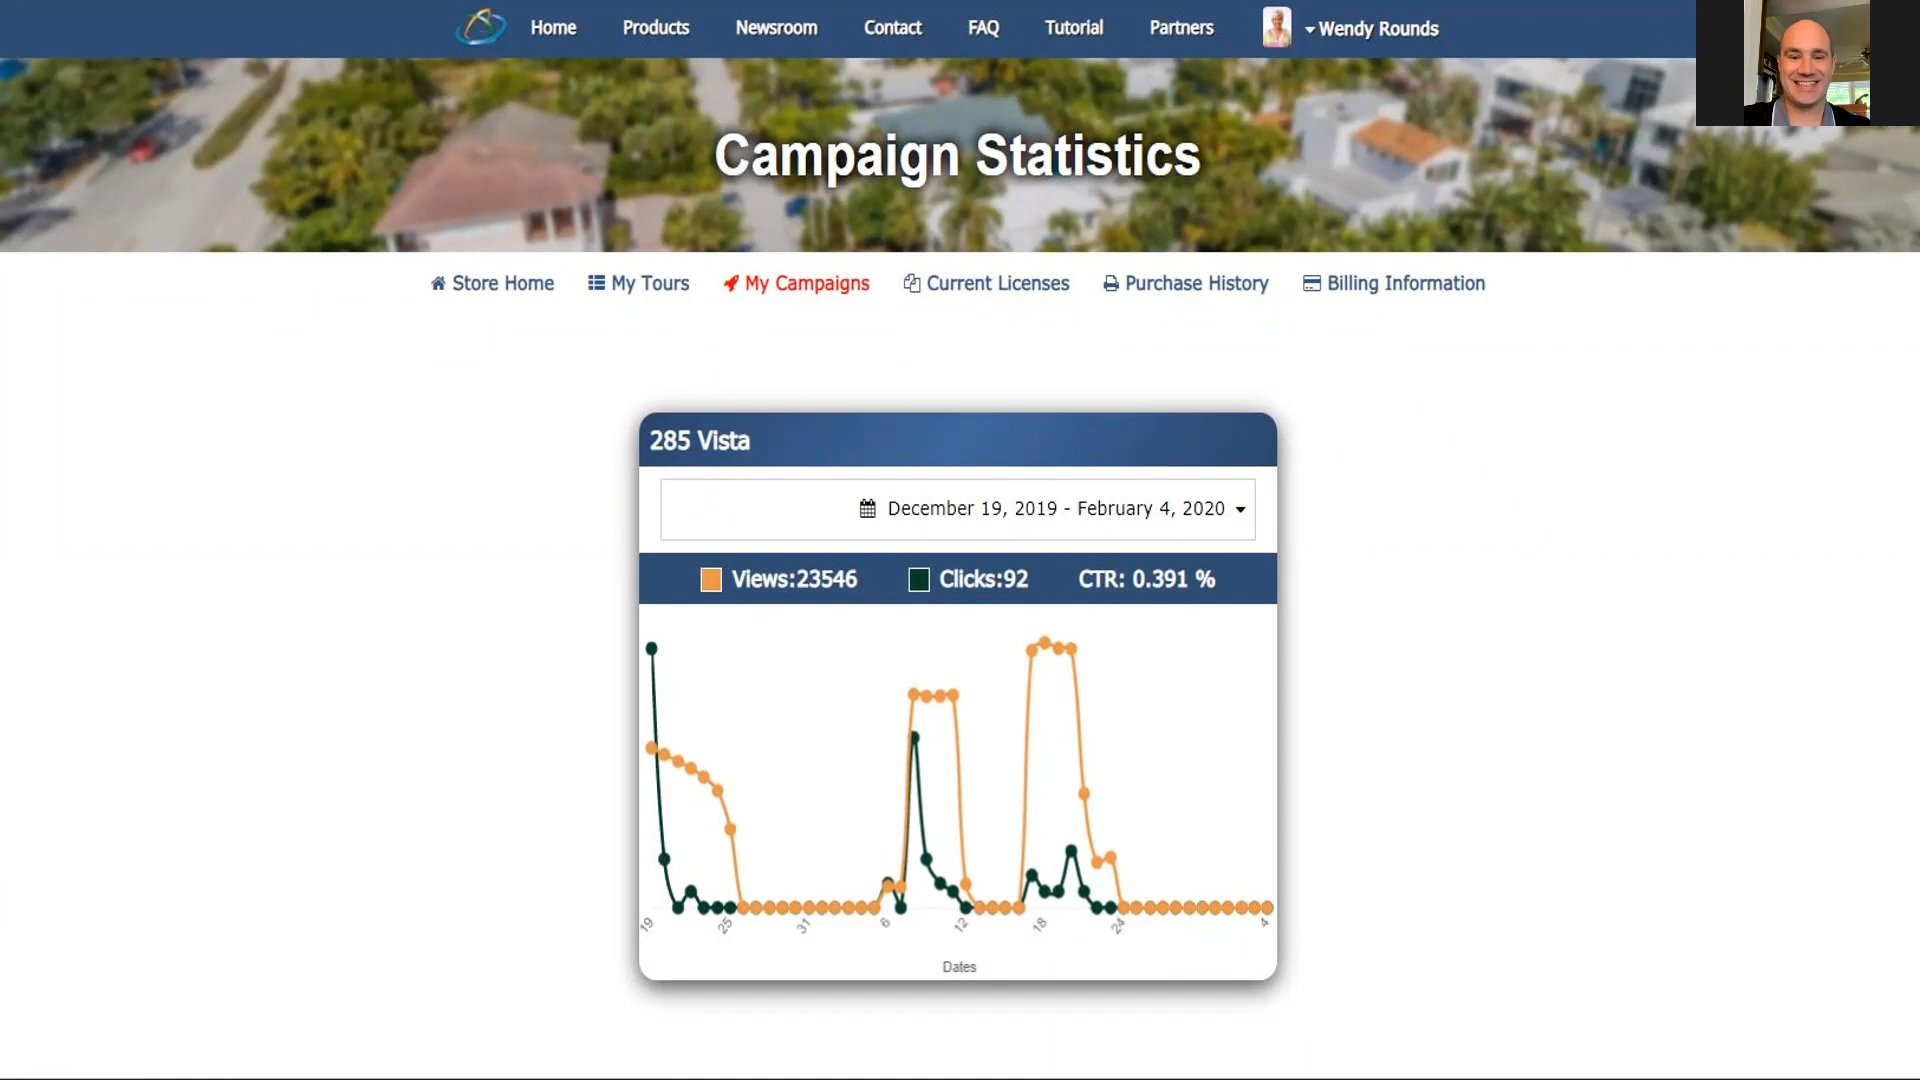 Home Products Newsroom Contact FAQ Tutorial Partners Wendy Rounds
Campaign Statistics
Store Home My Tours My Campaigns Current Licenses Purchase History Billing Information
285 Vista
December 19, 2019 - February 4, 2020
Views:23546 Clicks:92 CTR: 0.391 %
19 25 31 6 12 18 24 4
Dates